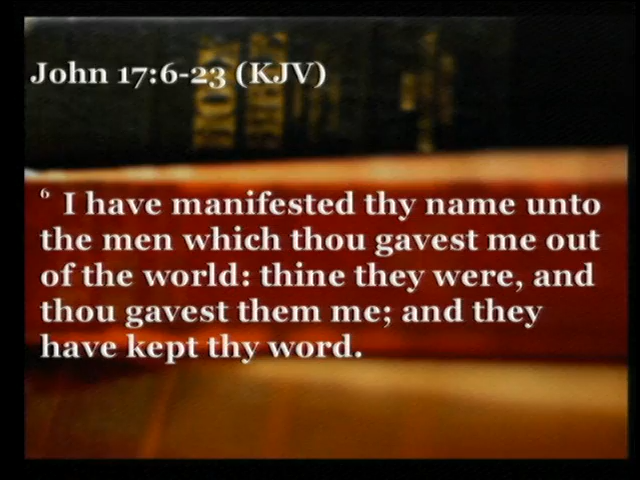 John 17:6-23 (KJV)
6 I have manifested thy name unto
the men which thou gavest me out
of the world: thine they were, and
thou gavest them me; and they
have kept thy word.